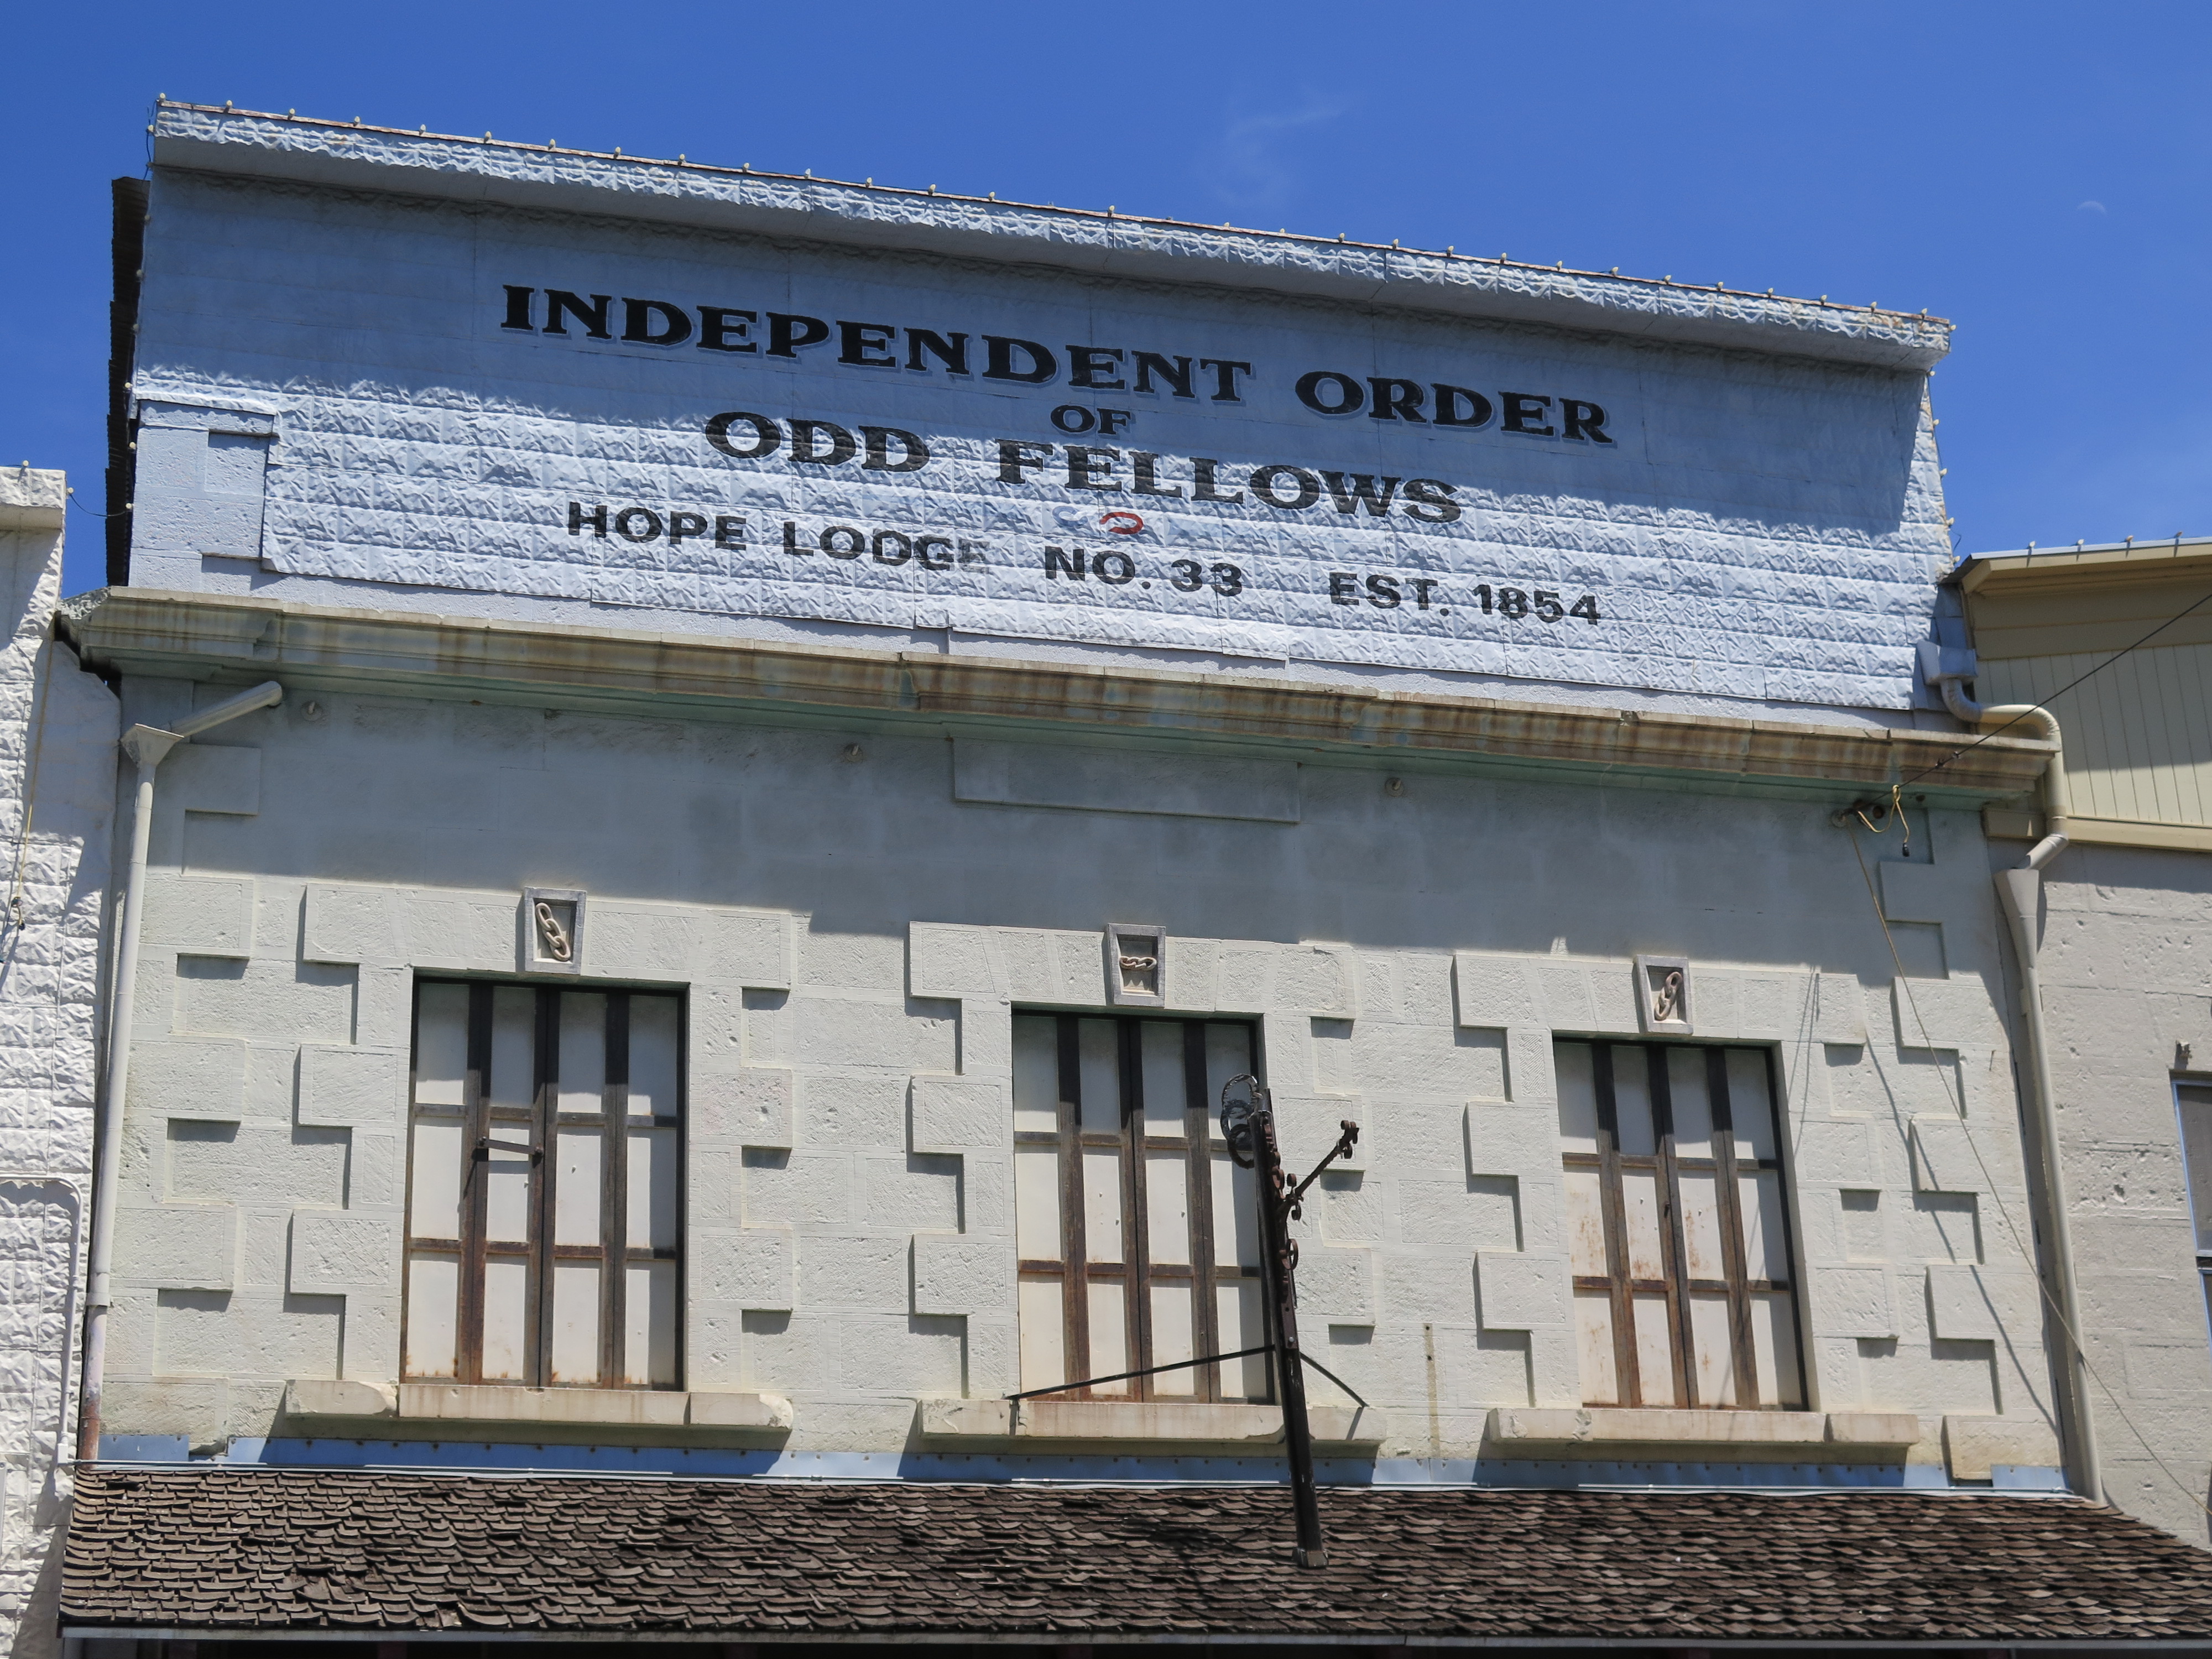 INDEPENDENT ORDER
OF
ODD FELLOWS
HOPE LODGE NO. 33 EST. 1854